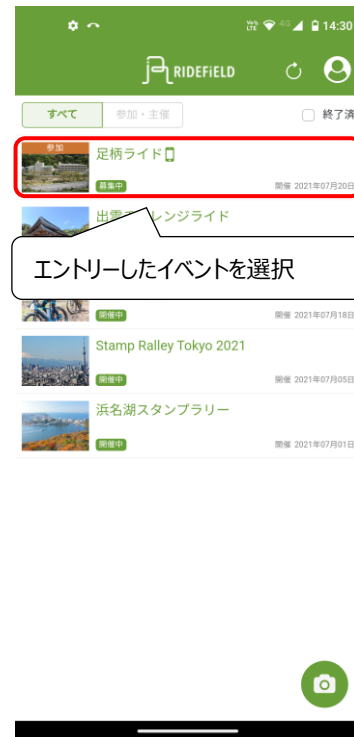 Vo)) LTE 4G 14:30
RIDEFIELD
すべて 参加・主催 終了済
参加
足柄ライド
募集中 開催 2021年07月20日
出雲 レンジライド
エントリーしたイベントを選択
開催中 開催 2021年07月18日
Stamp Ralley Tokyo 2021
開催中 開催 2021年07月05日
浜名湖スタンプラリー
開催中 開催 2021年07月01日